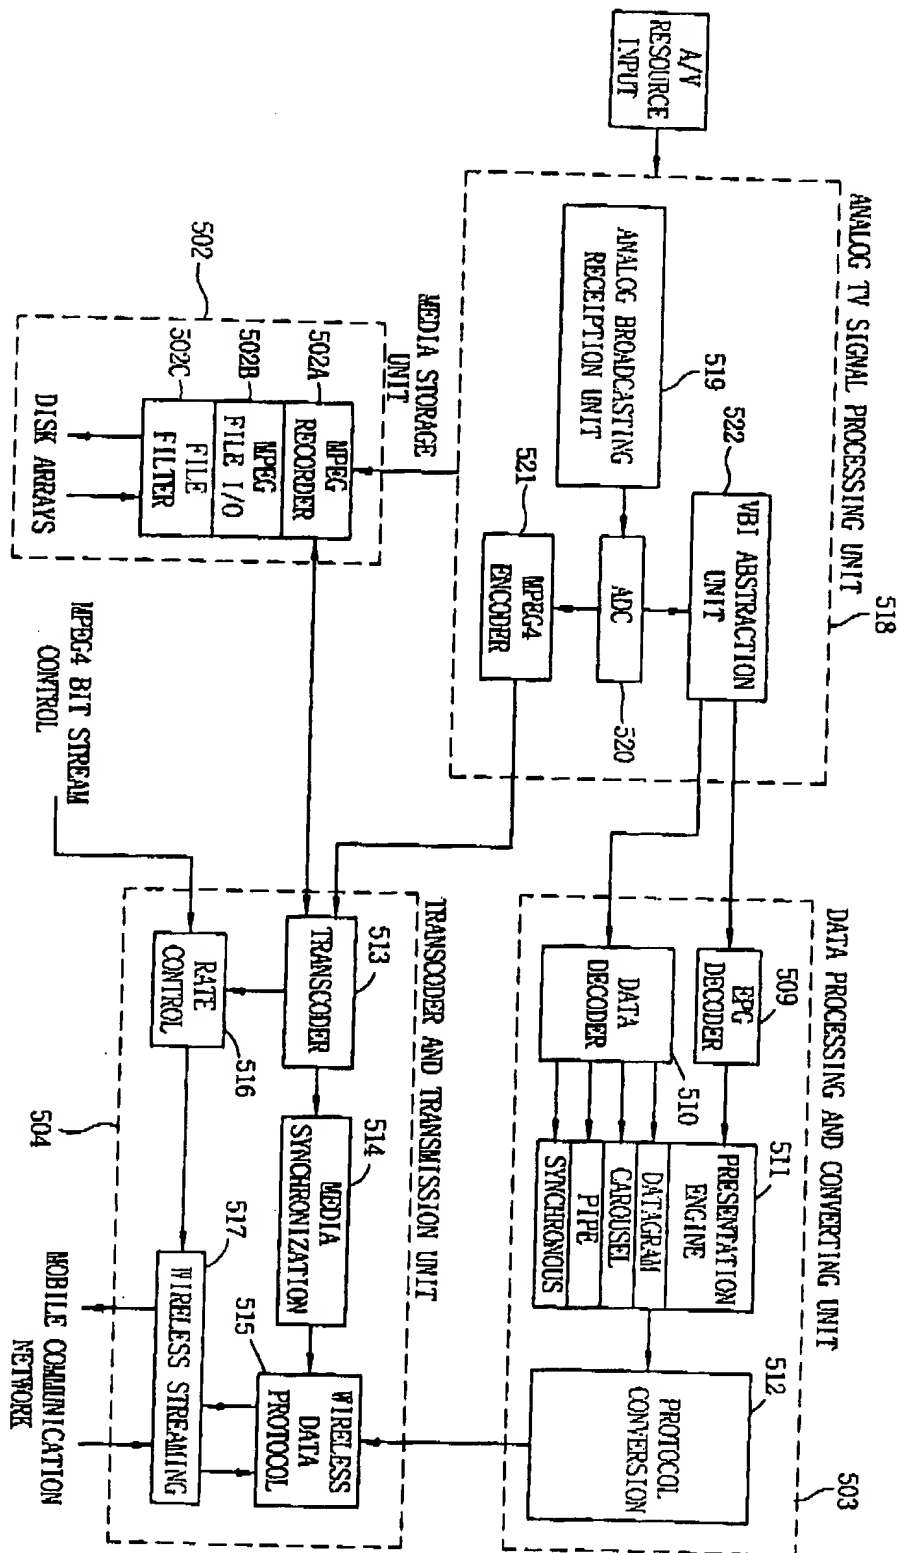 A/V
RESOURCE
INPUT
ANALOG TV SIGNAL PROCESSING UNIT
518
ANALOG BROADCASTING
RECEIPTION UNIT
519
ADC
520
VBI ABSTRACTION
UNIT
522
MPEG4
ENCODER
521
DATA PROCESSING AND CONVERTING UNIT
503
EPG
DECODER
509
DATA
DECODER
510
511
PRESENTATION
ENGINE
DATAGRAM
CAROUSEL
PIPE
SYNCHRONOUS
512
PROTOCOL
CONVERSION
MEDIA STORAGE
UNIT
502
502A
502B
502C
MPEG
RECORDER
MPEG
FILE I/O
FILE
FILTER
DISK ARRAYS
MPEG4 BIT STREAM
CONTROL
TRANSCODER AND TRANSMISSION UNIT
504
513
TRANSCODER
514
MEDIA
SYNCHRONIZATION
515
WIRELESS
DATA
PROTOCOL
RATE
CONTROL
516
517
WIRELESS STREAMING
MOBILE COMMUNICATION
NETWORK